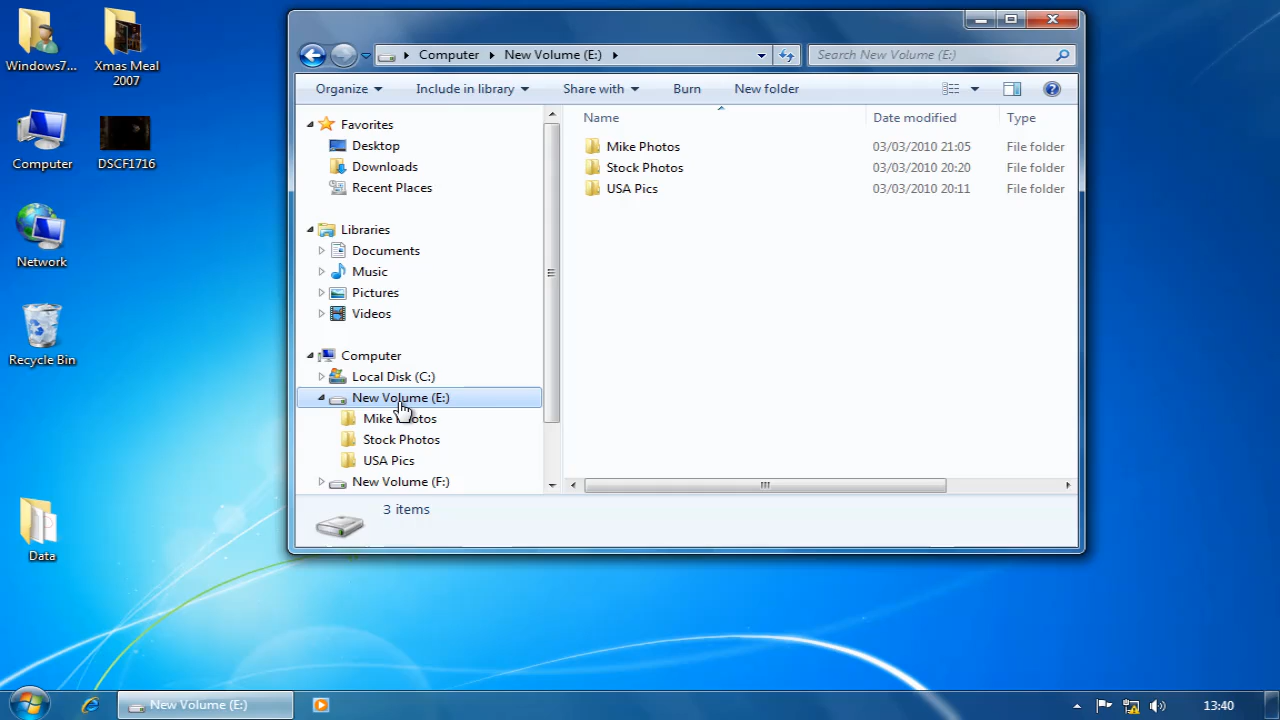 Windows7...
Xmas Meal
2007
Computer
DSCF1716
Network
Recycle Bin
Data
Computer
New Volume (E:)
Search New Volume (E:)
Organize
Include in library
Share with
Burn
New folder
Favorites
Desktop
Downloads
Recent Places
Libraries
Documents
Music
Pictures
Videos
Computer
Local Disk (C:)
New Volume (E:)
Mike Photos
Stock Photos
USA Pics
New Volume (F:)
Name Date modified Type
Mike Photos 03/03/2010 21:05 File folder
Stock Photos 03/03/2010 20:20 File folder
USA Pics 03/03/2010 20:11 File folder
3 items
New Volume (E:)
13:40